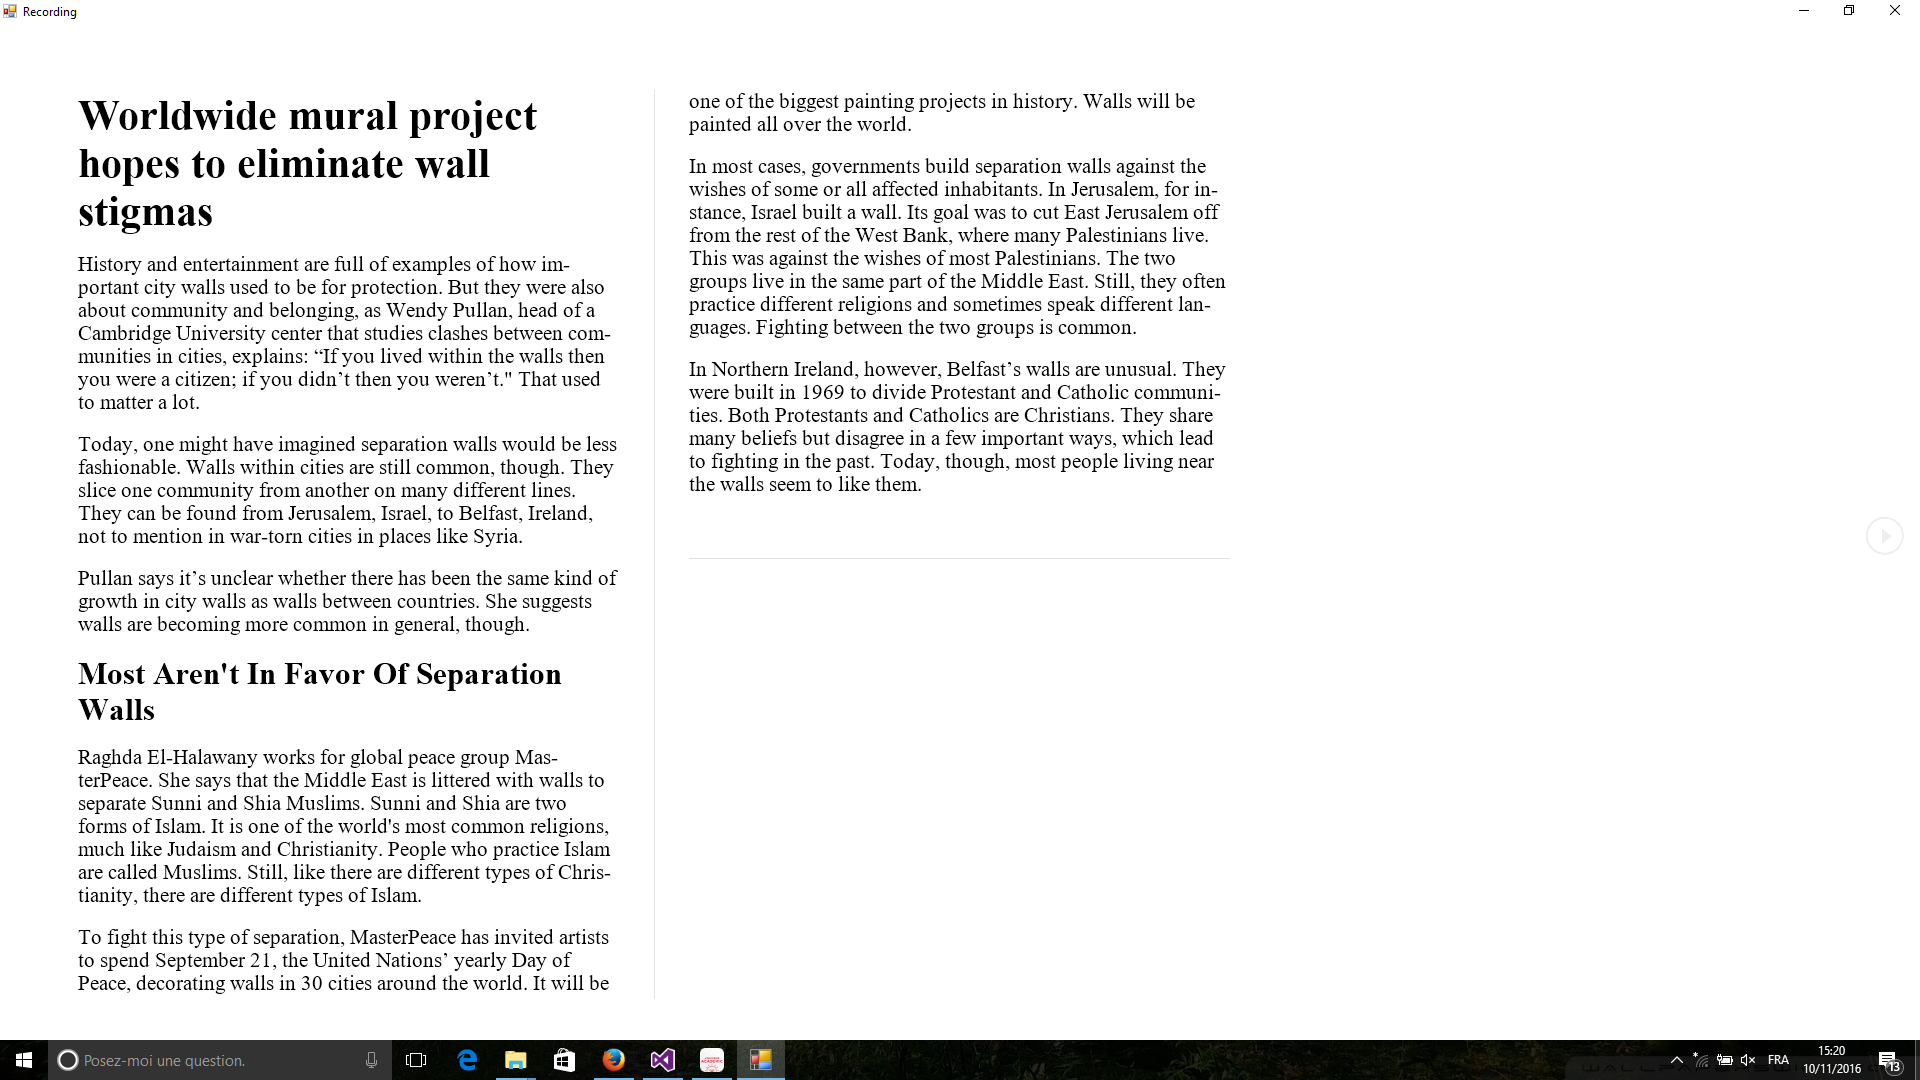 Recording
Worldwide mural project
hopes to eliminate wall
stigmas
History and entertainment are full of examples of how im-
portant city walls used to be for protection. But they were also
about community and belonging, as Wendy Pullan, head of a
Cambridge University center that studies clashes between com-
munities in cities, explains: “If you lived within the walls then
you were a citizen; if you didn’t then you weren’t." That used
to matter a lot.
Today, one might have imagined separation walls would be less
fashionable. Walls within cities are still common, though. They
slice one community from another on many different lines.
They can be found from Jerusalem, Israel, to Belfast, Ireland,
not to mention in war-torn cities in places like Syria.
Pullan says it’s unclear whether there has been the same kind of
growth in city walls as walls between countries. She suggests
walls are becoming more common in general, though.
Most Aren't In Favor Of Separation
Walls
Raghda El-Halawany works for global peace group Mas-
terPeace. She says that the Middle East is littered with walls to
separate Sunni and Shia Muslims. Sunni and Shia are two
forms of Islam. It is one of the world's most common religions,
much like Judaism and Christianity. People who practice Islam
are called Muslims. Still, like there are different types of Chris-
tianity, there are different types of Islam.
To fight this type of separation, MasterPeace has invited artists
to spend September 21, the United Nations’ yearly Day of
Peace, decorating walls in 30 cities around the world. It will be
one of the biggest painting projects in history. Walls will be
painted all over the world.
In most cases, governments build separation walls against the
wishes of some or all affected inhabitants. In Jerusalem, for in-
stance, Israel built a wall. Its goal was to cut East Jerusalem off
from the rest of the West Bank, where many Palestinians live.
This was against the wishes of most Palestinians. The two
groups live in the same part of the Middle East. Still, they often
practice different religions and sometimes speak different lan-
guages. Fighting between the two groups is common.
In Northern Ireland, however, Belfast’s walls are unusual. They
were built in 1969 to divide Protestant and Catholic communi-
ties. Both Protestants and Catholics are Christians. They share
many beliefs but disagree in a few important ways, which lead
to fighting in the past. Today, though, most people living near
the walls seem to like them.
Posez-moi une question.
FRA
15:20
10/11/2016
13